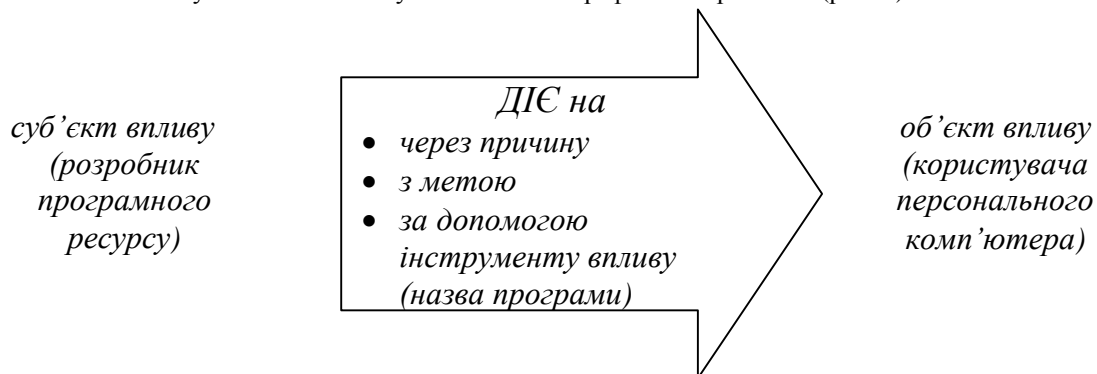 суб’єкт впливу
(розробник
програмного
ресурсу)
ДІЄ на
• через причину
• з метою
• за допомогою
інструменту впливу
(назва програми)
об’єкт впливу
(користувача
персонального
комп’ютера)